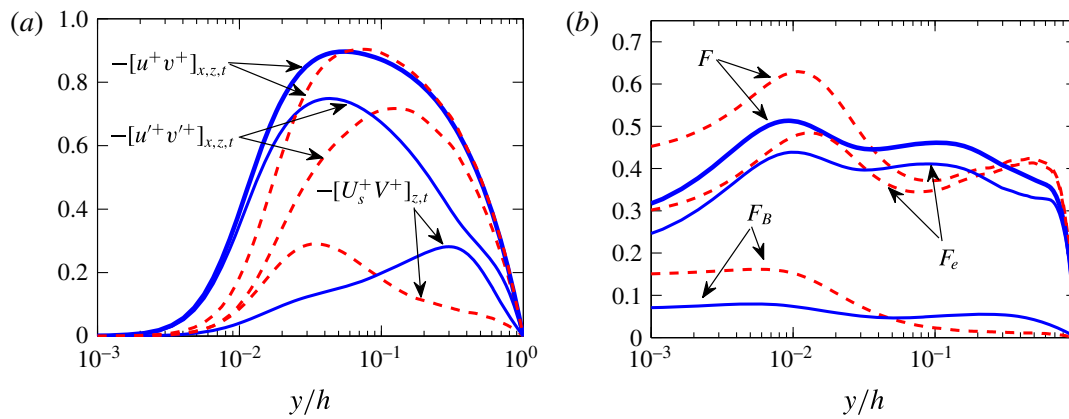 (a)
1.0
0.8
0.6
0.4
0.2
0
−[u⁺v⁺]x,z,t
−[u′⁺v′⁺]x,z,t
−[Us⁺V⁺]z,t
10⁻³
10⁻²
10⁻¹
10⁰
y/h
(b)
0.7
0.6
0.5
0.4
0.3
0.2
0.1
0
F
FB
Fe
10⁻³
10⁻²
10⁻¹
y/h